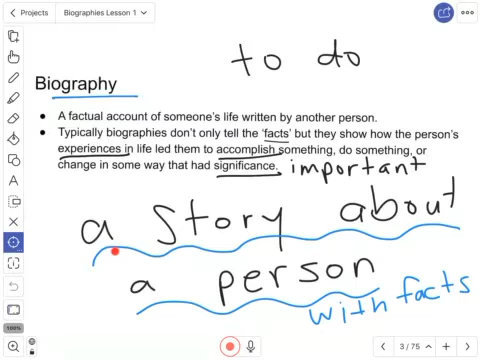 Projects
Biographies Lesson 1
to do
Biography
A factual account of someone's life written by another person.
Typically biographies don't only tell the 'facts' but they show how the person's
experiences in life led them to accomplish something, do something, or
change in some way that had significance. important
a story about
a person
with facts
A
100%
3 / 75